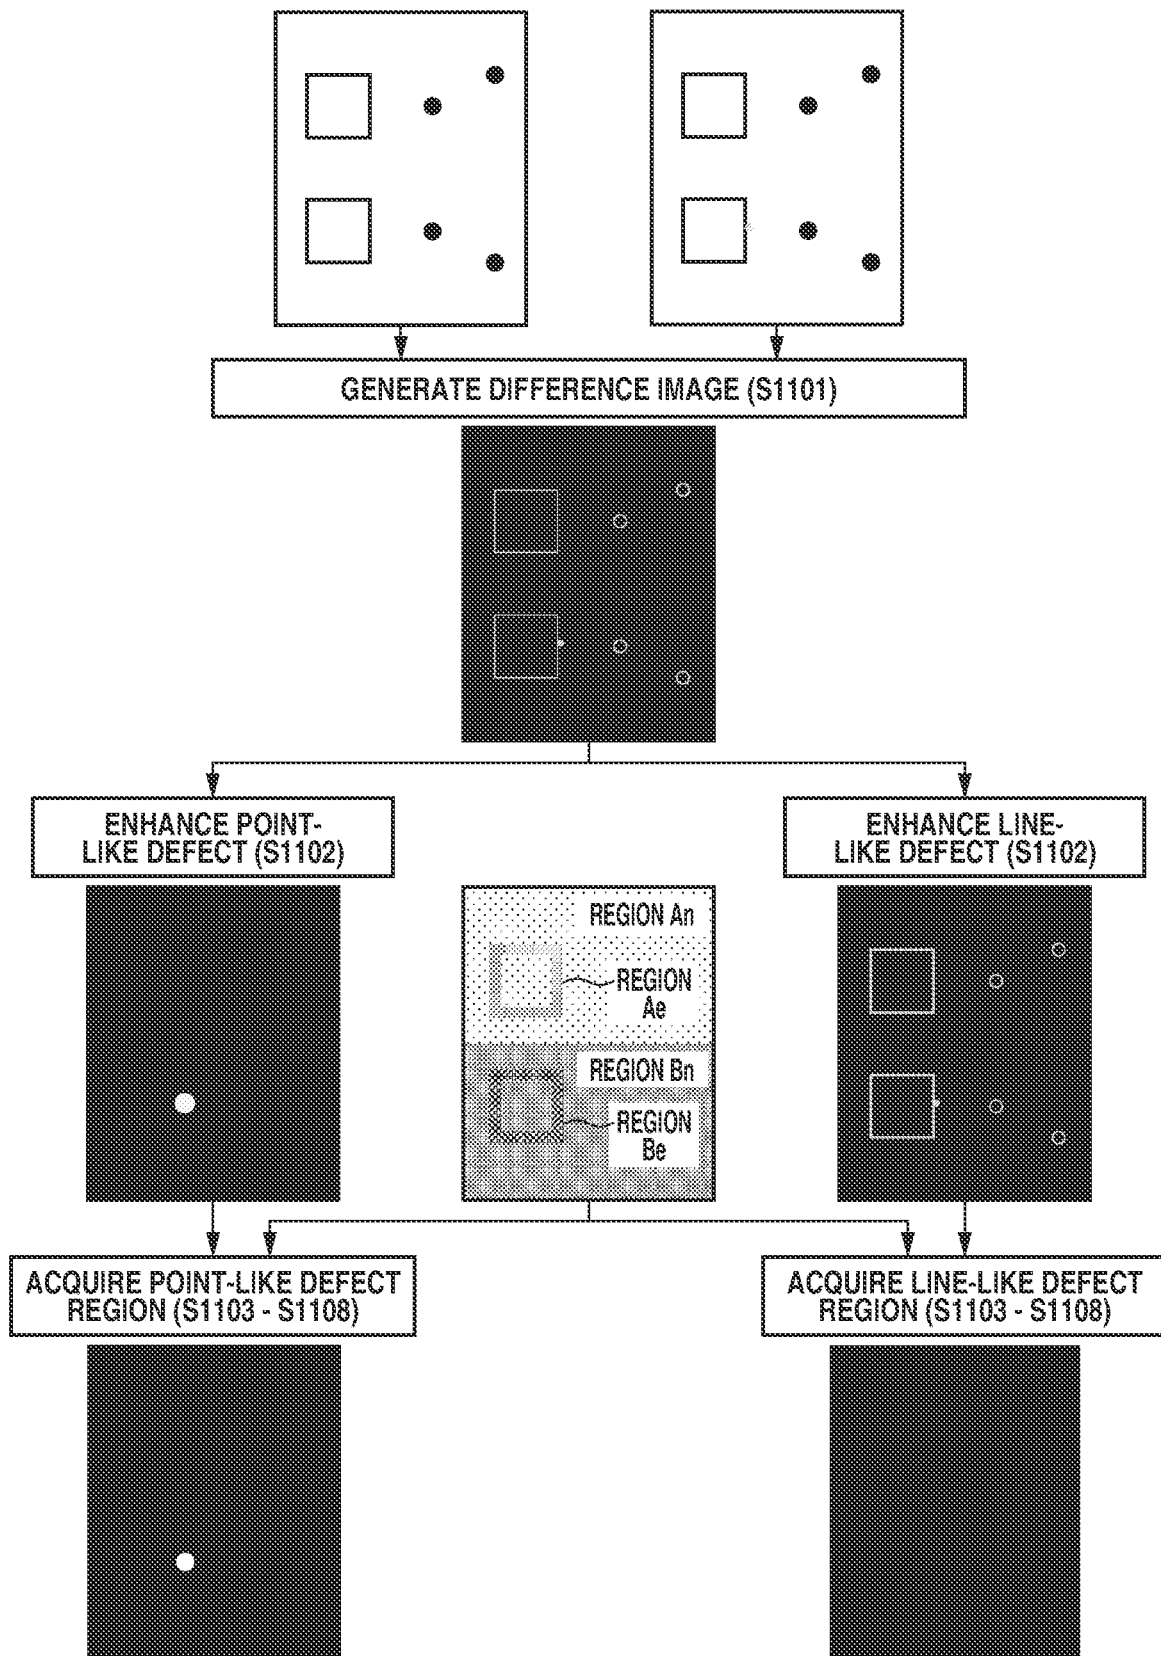 GENERATE DIFFERENCE IMAGE (S1101)
ENHANCE POINT-
LIKE DEFECT (S1102)
ENHANCE LINE-
LIKE DEFECT (S1102)
REGION An
REGION
Ae
REGION Bn
REGION
Be
ACQUIRE POINT-LIKE DEFECT
REGION (S1103 - S1108)
ACQUIRE LINE-LIKE DEFECT
REGION (S1103 - S1108)